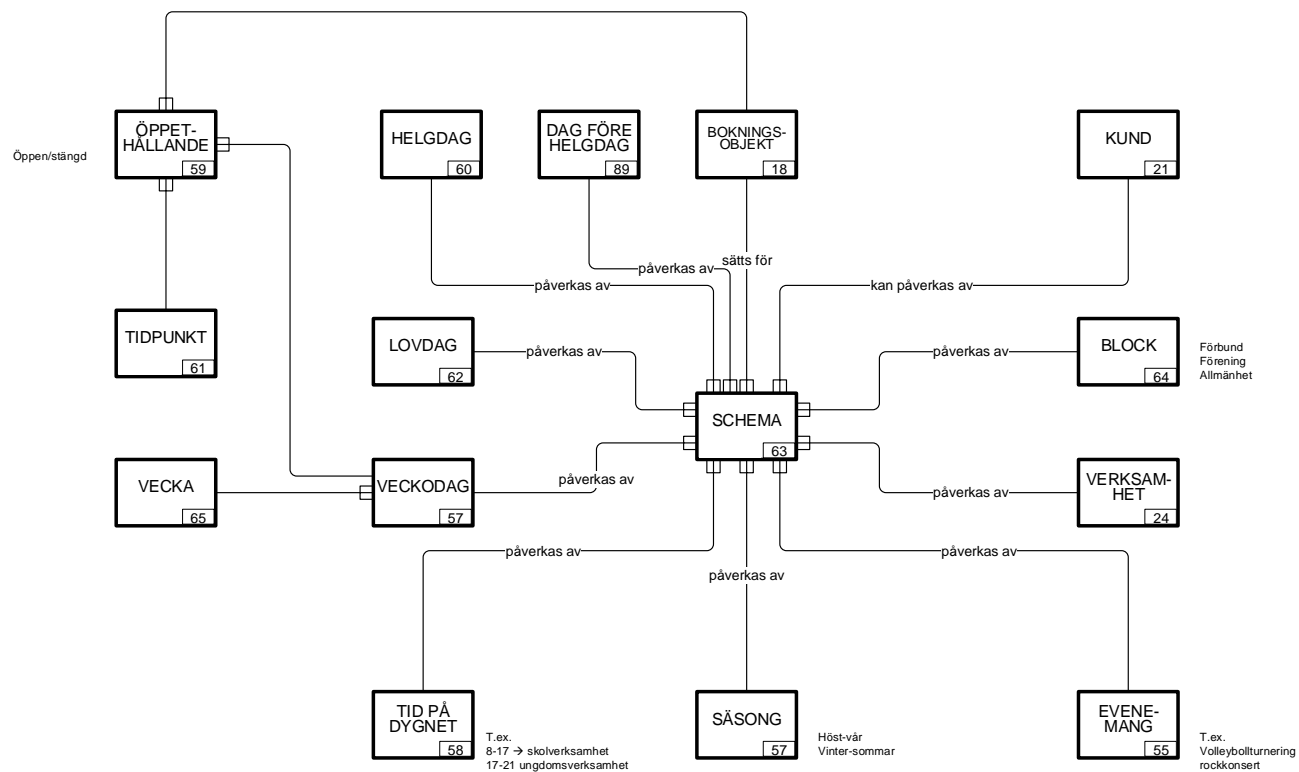 ÖPPET-
HÅLLANDE
59
Öppen/stängd
HELGDAG
60
DAG FÖRE
HELGDAG
89
BOKNINGS-
OBJEKT
18
KUND
21
sätts för
påverkas av
påverkas av
kan påverkas av
TIDPUNKT
61
LOVDAG
62
påverkas av
påverkas av
BLOCK
64
Förbund
Förening
Allmänhet
SCHEMA
63
VECKA
65
VECKODAG
57
påverkas av
påverkas av
VERKSAM-
HET
24
påverkas av
påverkas av
påverkas av
TID PÅ
DYGNET
58
T.ex.
8-17 → skolverksamhet
17-21 ungdomsverksamhet
SÄSONG
57
Höst-vår
Vinter-sommar
EVENE-
MANG
55
T.ex.
Volleybollturnering
rockkonsert